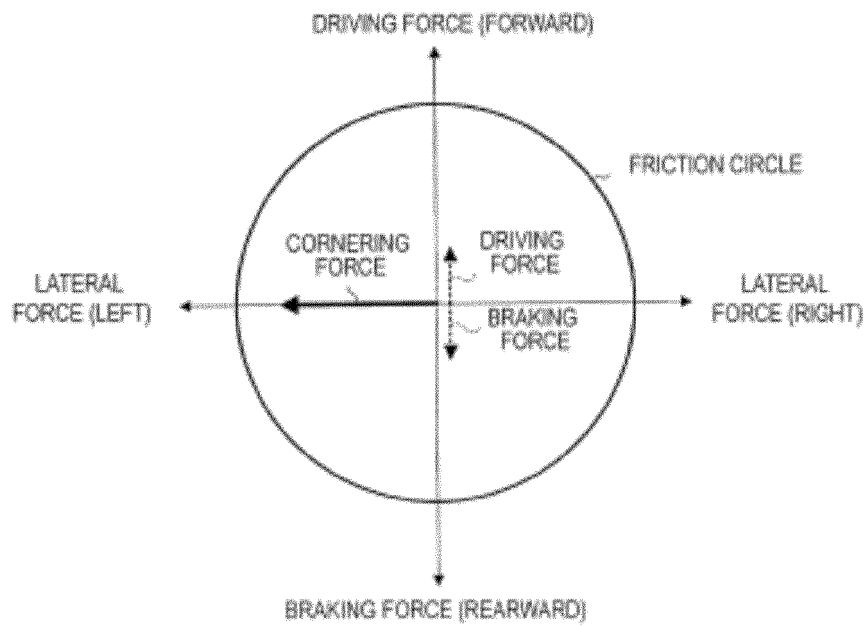 DRIVING FORCE (FORWARD)
FRICTION CIRCLE
CORNERING
FORCE
DRIVING
FORCE
LATERAL
FORCE (LEFT)
LATERAL
FORCE (RIGHT)
BRAKING
FORCE
BRAKING FORCE (REARWARD)